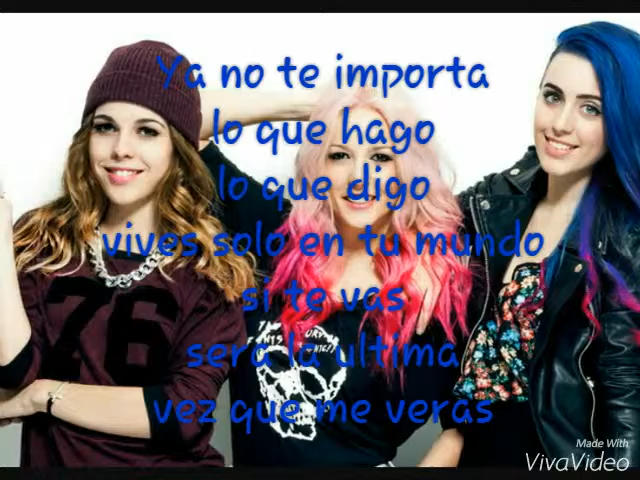 Ya no te importa
lo que hago
lo que digo
vives solo en tu mundo
si te vas
sera la ultima
vez que me veras
76
Made With
VivaVideo